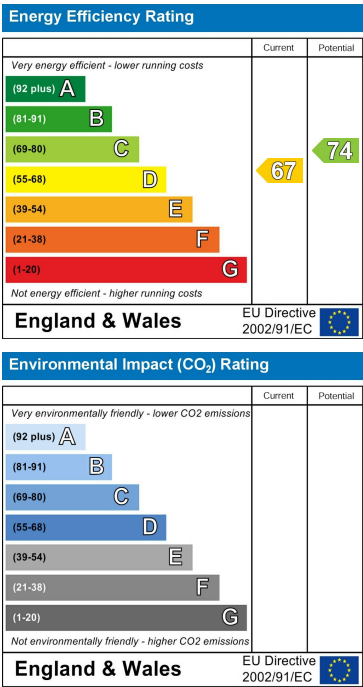 Energy Efficiency Rating
Current Potential
Very energy efficient - lower running costs
(92 plus) A
(81-91) B
(69-80) C
(55-68) D
(39-54) E
(21-38) F
(1-20) G
67
74
Not energy efficient - higher running costs
England & Wales
EU Directive
2002/91/EC
Environmental Impact (CO₂) Rating
Current Potential
Very environmentally friendly - lower CO2 emissions
(92 plus) A
(81-91) B
(69-80) C
(55-68) D
(39-54) E
(21-38) F
(1-20) G
Not environmentally friendly - higher CO2 emissions
England & Wales
EU Directive
2002/91/EC